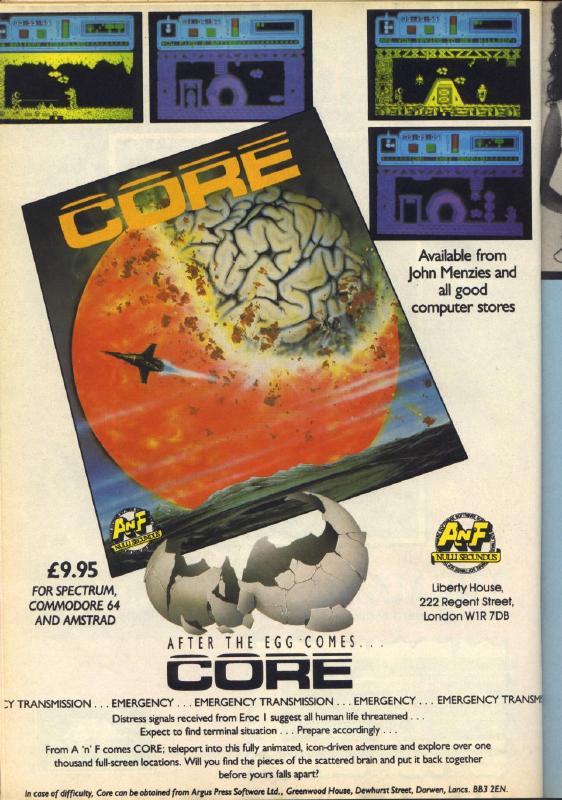 CORE
Available from
John Menzies and
all good
computer stores
A'N'F
NULLI SECUNDUS
£9.95
FOR SPECTRUM,
COMMODORE 64
AND AMSTRAD
A'N'F
NULLI SECUNDUS
Liberty House,
222 Regent Street,
London W1R 7DB
AFTER THE EGG COMES...
CORE
CY TRANSMISSION . . . EMERGENCY . . . EMERGENCY TRANSMISSION . . . EMERGENCY . . . EMERGENCY TRANSM
Distress signals received from Eroc 1 suggest all human life threatened . . .
Expect to find terminal situation . . . Prepare accordingly . . .
From A 'n' F comes CORE; teleport into this fully animated, icon-driven adventure and explore over one
thousand full-screen locations. Will you find the pieces of the scattered brain and put it back together
before yours falls apart?
In case of difficulty, Core can be obtained from Argus Press Software Ltd., Greenwood House, Dewhurst Street, Darwen, Lancs. BB3 2EN.